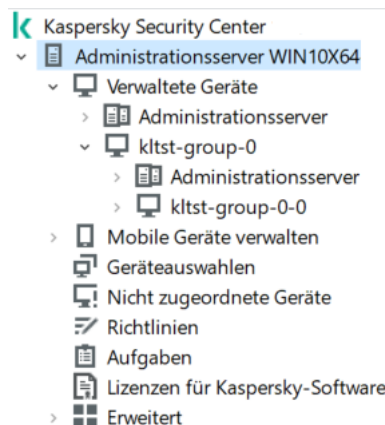 Kaspersky Security Center
Administrationsserver WIN10X64
Verwaltete Geräte
Administrationsserver
kltst-group-0
Administrationsserver
kltst-group-0-0
Mobile Geräte verwalten
Geräteauswahlen
Nicht zugeordnete Geräte
Richtlinien
Aufgaben
Lizenzen für Kaspersky-Software
Erweitert